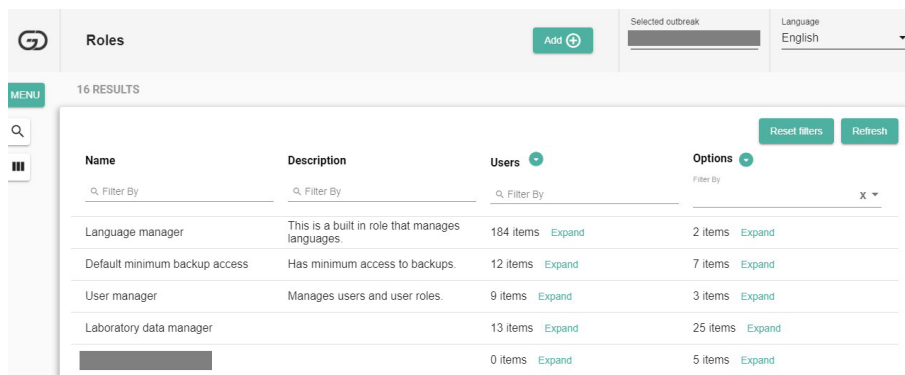 Roles
Add
Selected outbreak
Language
English
MENU
16 RESULTS
Reset filters
Refresh
Name
Description
Users
Options
Filter By
Filter By
Filter By
Filter By
x
Language manager
This is a built in role that manages
languages.
184 items Expand
2 items Expand
Default minimum backup access
Has minimum access to backups.
12 items Expand
7 items Expand
User manager
Manages users and user roles.
9 items Expand
3 items Expand
Laboratory data manager
13 items Expand
25 items Expand
0 items Expand
5 items Expand